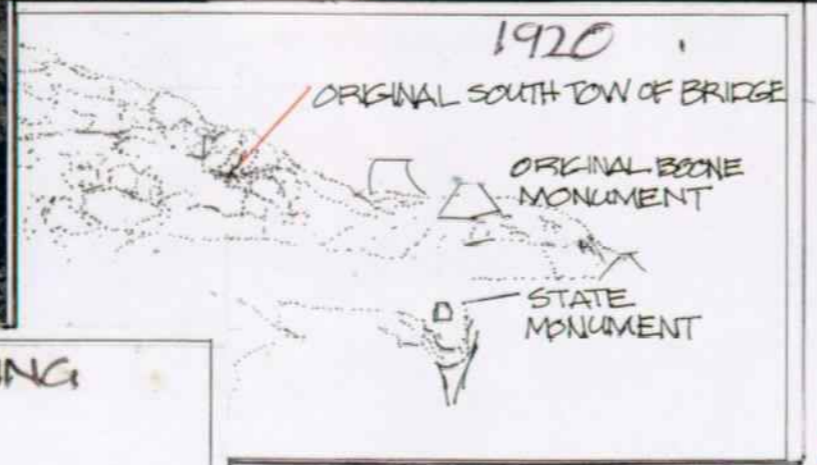 1920
ORIGINAL SOUTH TOW OF BRIDGE
ORIGINAL BOONE
MONUMENT
STATE
MONUMENT
NG